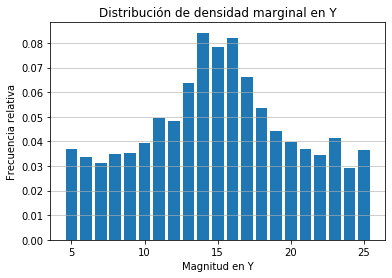 Distribución de densidad marginal en Y
Frecuencia relativa
0.08
0.07
0.06
0.05
0.04
0.03
0.02
0.01
0.00
5 10 15 20 25
Magnitud en Y